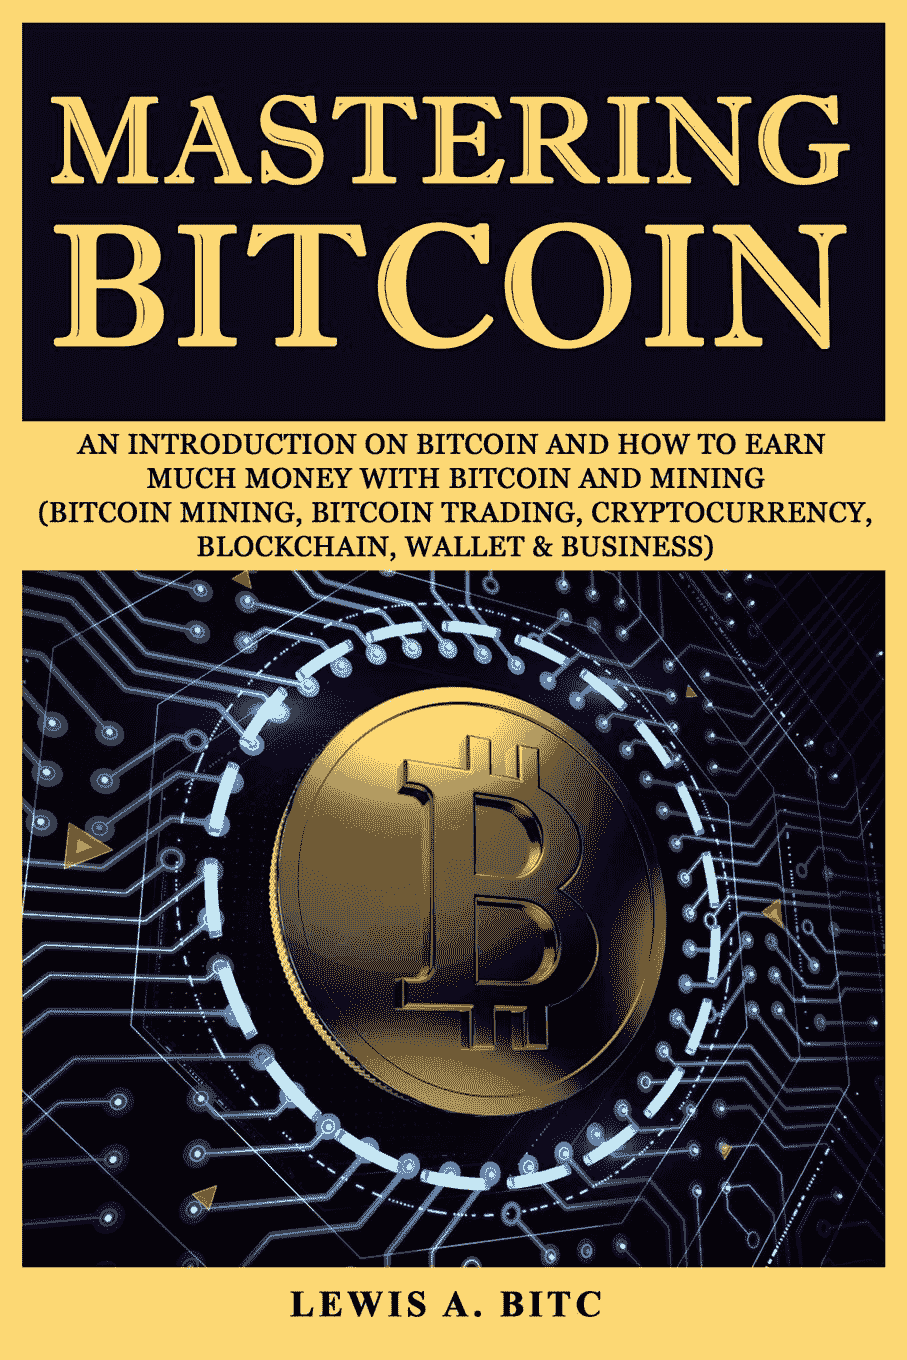 MASTERING
BITCOIN
AN INTRODUCTION ON BITCOIN AND HOW TO EARN
MUCH MONEY WITH BITCOIN AND MINING
(BITCOIN MINING, BITCOIN TRADING, CRYPTOCURRENCY,
BLOCKCHAIN, WALLET & BUSINESS)
LEWIS A. BITC